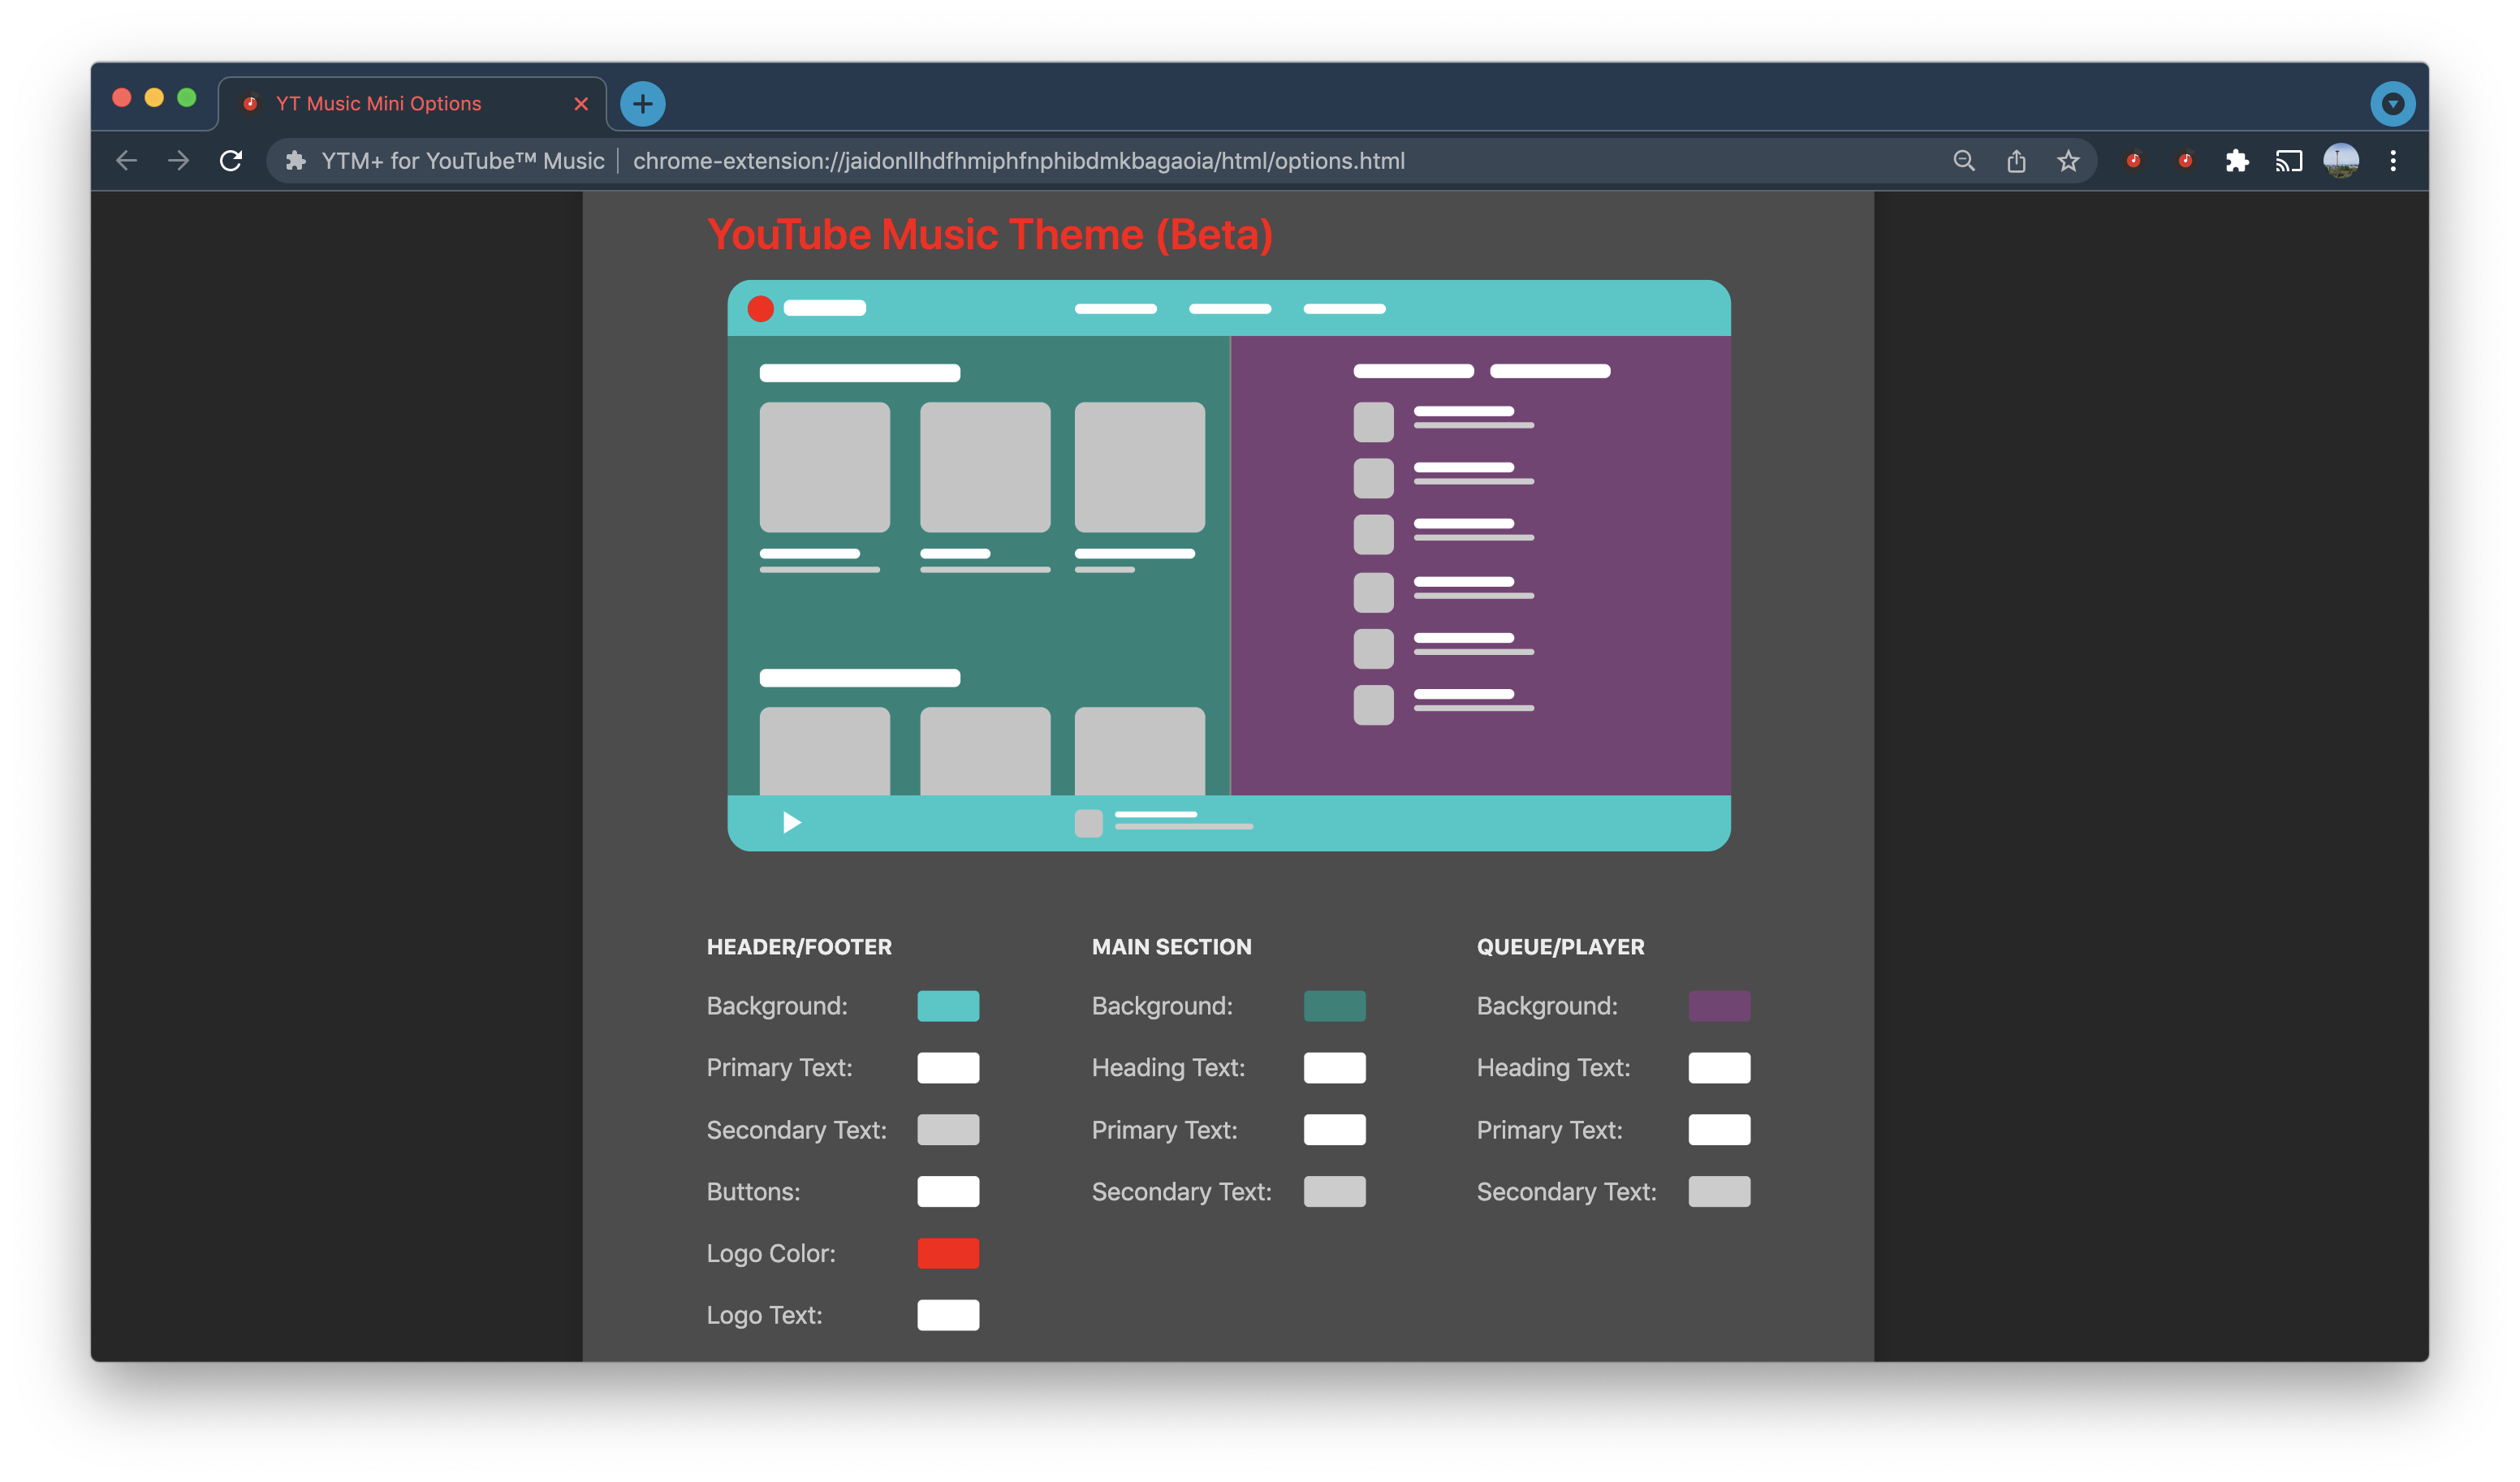 YT Music Mini Options
YTM+ for YouTube™ Music
chrome-extension://jaidonllhdfhmiphfnphibdmkbagaoia/html/options.html
YouTube Music Theme (Beta)
HEADER/FOOTER
Background:
Primary Text:
Secondary Text:
Buttons:
Logo Color:
Logo Text:
MAIN SECTION
Background:
Heading Text:
Primary Text:
Secondary Text:
QUEUE/PLAYER
Background:
Heading Text:
Primary Text:
Secondary Text: